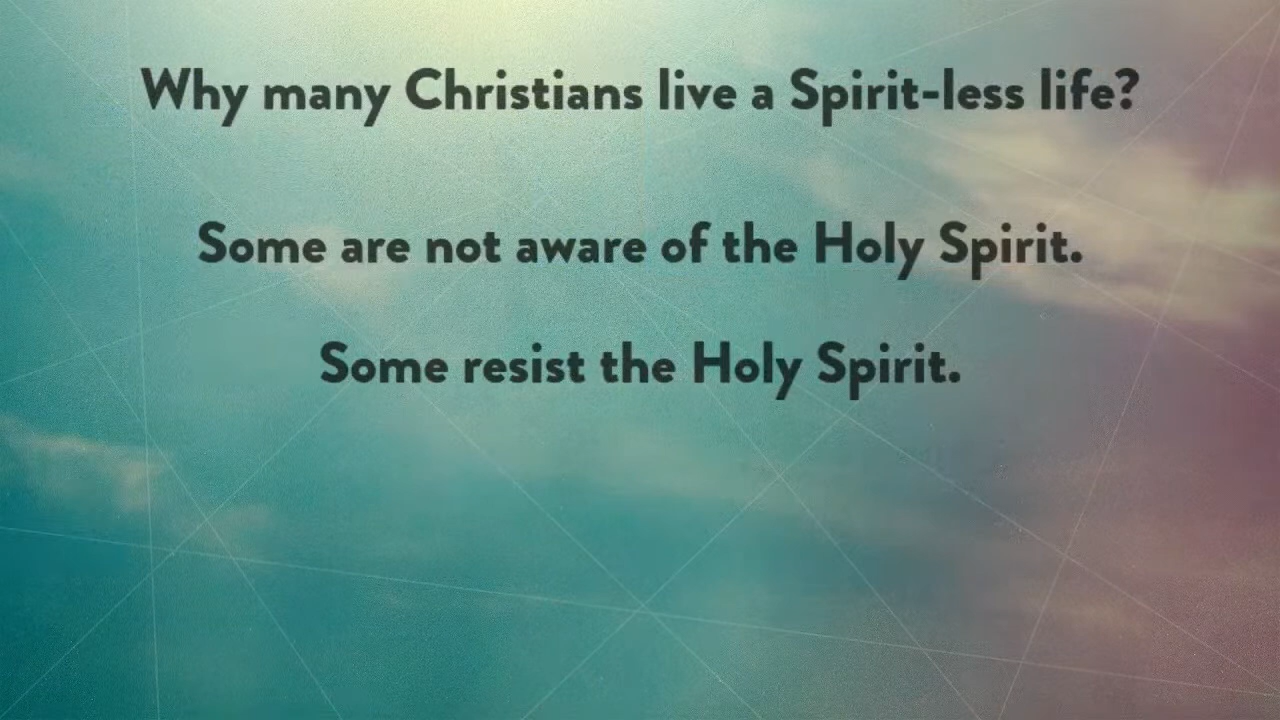 Why many Christians live a Spirit-less life?
Some are not aware of the Holy Spirit.
Some resist the Holy Spirit.